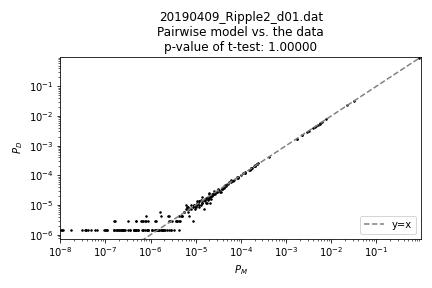 20190409_Ripple2_d01.dat
Pairwise model vs. the data
p-value of t-test: 1.00000
10⁻¹
10⁻²
10⁻³
10⁻⁴
10⁻⁵
10⁻⁶
P_D
y=x
10⁻⁸ 10⁻⁷ 10⁻⁶ 10⁻⁵ 10⁻⁴ 10⁻³ 10⁻² 10⁻¹
P_M